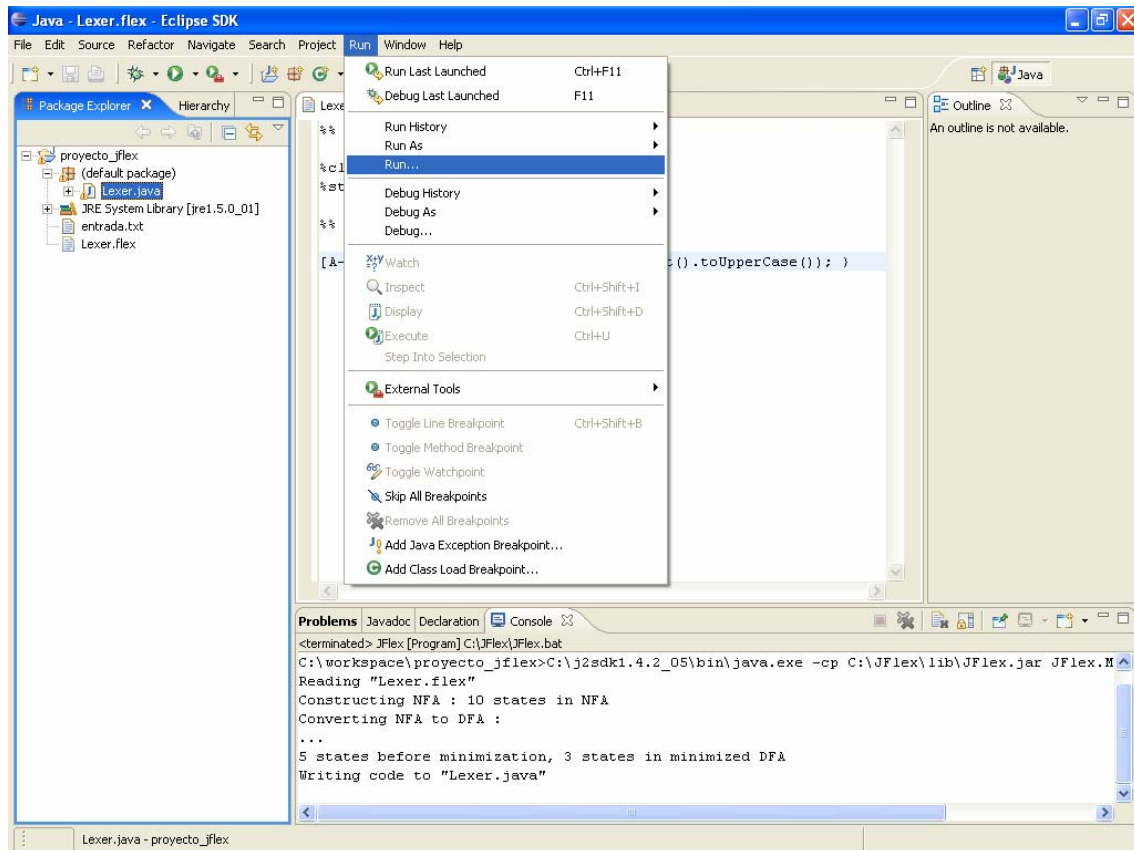 Java - Lexer.flex - Eclipse SDK
File Edit Source Refactor Navigate Search Project Run Window Help
Java
Package Explorer Hierarchy
proyecto_jflex
(default package)
Lexer.java
JRE System Library [jre1.5.0_01]
entrada.txt
Lexer.flex
Lexe
%%
%cl
%st
%%
[A-
t().toUpperCase()); }
Run Last Launched Ctrl+F11
Debug Last Launched F11
Run History
Run As
Run...
Debug History
Debug As
Debug...
Watch
Inspect Ctrl+Shift+I
Display Ctrl+Shift+D
Execute Ctrl+U
Step Into Selection
External Tools
Toggle Line Breakpoint Ctrl+Shift+B
Toggle Method Breakpoint
Toggle Watchpoint
Skip All Breakpoints
Remove All Breakpoints
Add Java Exception Breakpoint...
Add Class Load Breakpoint...
Outline
An outline is not available.
Problems Javadoc Declaration Console
<terminated> JFlex [Program] C:\JFlex\JFlex.bat
C:\workspace\proyecto_jflex>C:\j2sdk1.4.2_05\bin\java.exe -cp C:\JFlex\lib\JFlex.jar JFlex.M
Reading "Lexer.flex"
Constructing NFA : 10 states in NFA
Converting NFA to DFA :
...
5 states before minimization, 3 states in minimized DFA
Writing code to "Lexer.java"
Lexer.java - proyecto_jflex